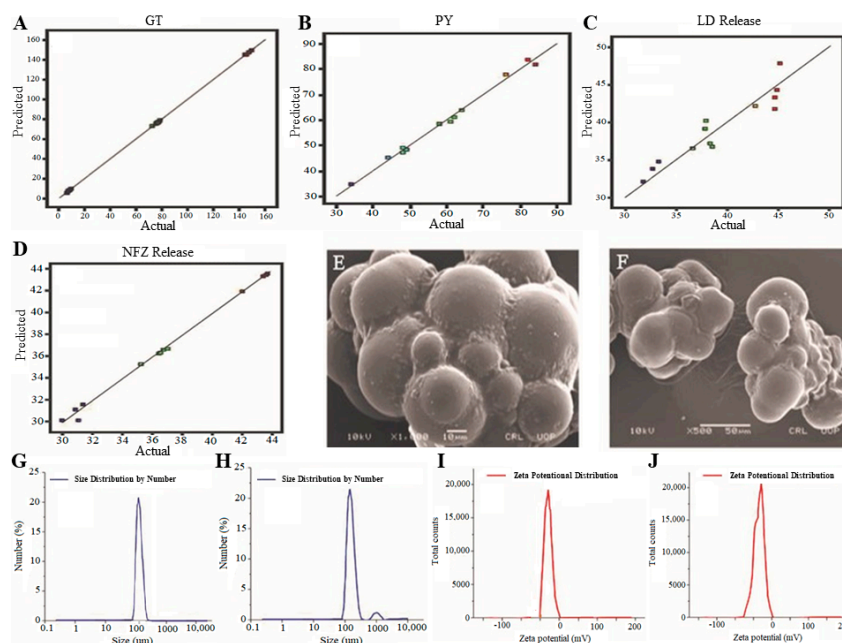 A GT
160
140
120
100
80
60
40
20
0
Predicted
0 20 40 60 80 100 120 140 160
Actual
B PY
90
80
70
60
50
40
30
Predicted
30 40 50 60 70 80 90
Actual
C LD Release
50
45
40
35
30
Predicted
30 35 40 45 50
Actual
D NFZ Release
44
42
40
38
36
34
32
30
Predicted
30 32 34 36 38 40 42 44
Actual
E
10kV X1,000 10μm CRL UOP
F
10kV X500 50μm CRL UOP
G
Size Distribution by Number
25
20
15
10
5
0
Number (%)
0.1 1 10 100 1000 10,000
Size (μm)
H
Size Distribution by Number
25
20
15
10
5
0
Number (%)
0.1 1 10 100 1000 10,000
Size (μm)
I
Zeta Potentional Distribution
20,000
15,000
10,000
5000
0
Total counts
-100 0 100 200
Zeta potential (mV)
J
Zeta Potentional Distribution
20,000
15,000
10,000
5000
0
Total counts
-100 0 100 200
Zeta potential (mV)